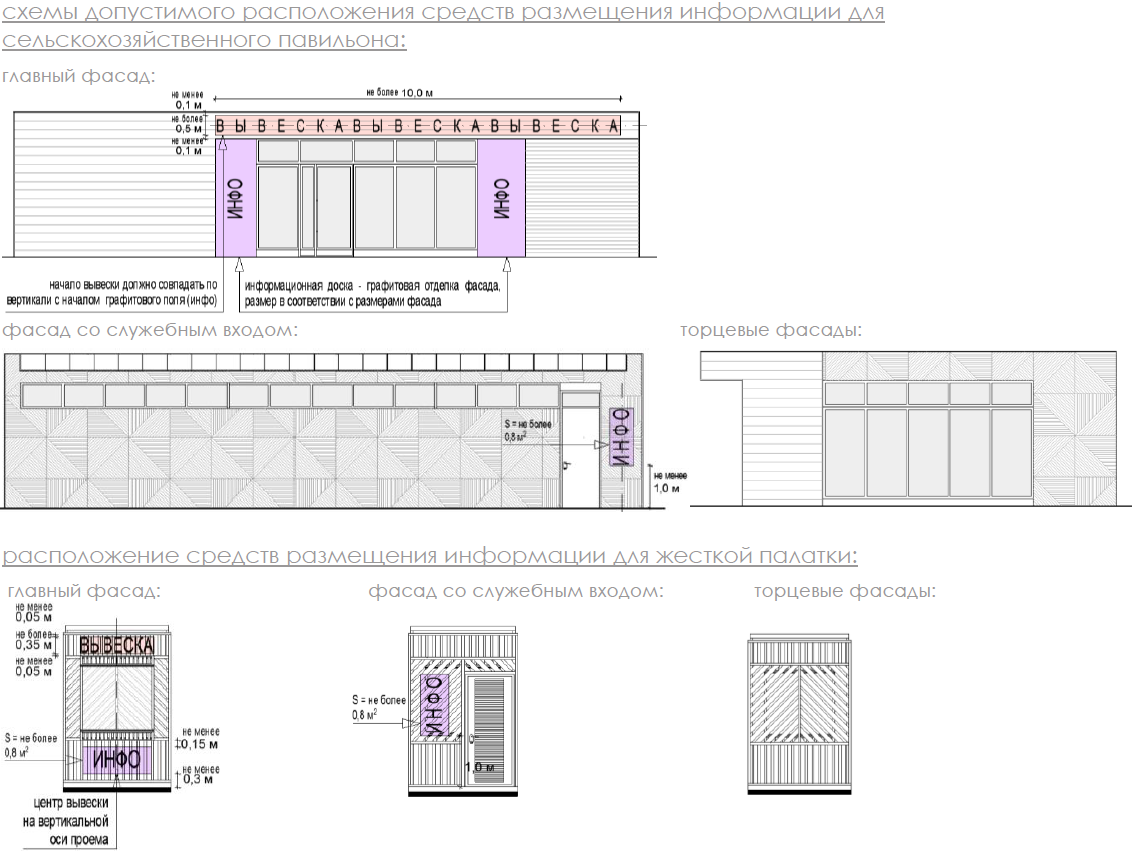 схемы допустимого расположения средств размещения информации для
сельскохозяйственного павильона:
главный фасад:
не менее
0,1 м
не более 10,0 м
не более
0,5 м
ВЫВЕСКАВЫВЕСКАВЫВЕСКА
не менее
0,1 м
ИНФО
ИНФО
начало вывески должно совпадать по
вертикали с началом графитового поля (инфо)
информационная доска - графитовая отделка фасада,
размер в соответствии с размерами фасада
фасад со служебным входом:
торцевые фасады:
S = не более
0,8 м²
ИНФО
не менее
1,0 м
расположение средств размещения информации для жесткой палатки:
главный фасад:
фасад со служебным входом:
торцевые фасады:
не менее
0,05 м
не более
0,35 м
ВЫВЕСКА
не менее
0,05 м
S = не более
0,8 м²
ИНФО
не менее
0,15 м
не менее
0,3 м
центр вывески
на вертикальной
оси проема
S = не более
0,8 м²
ИНФО
1,0 м